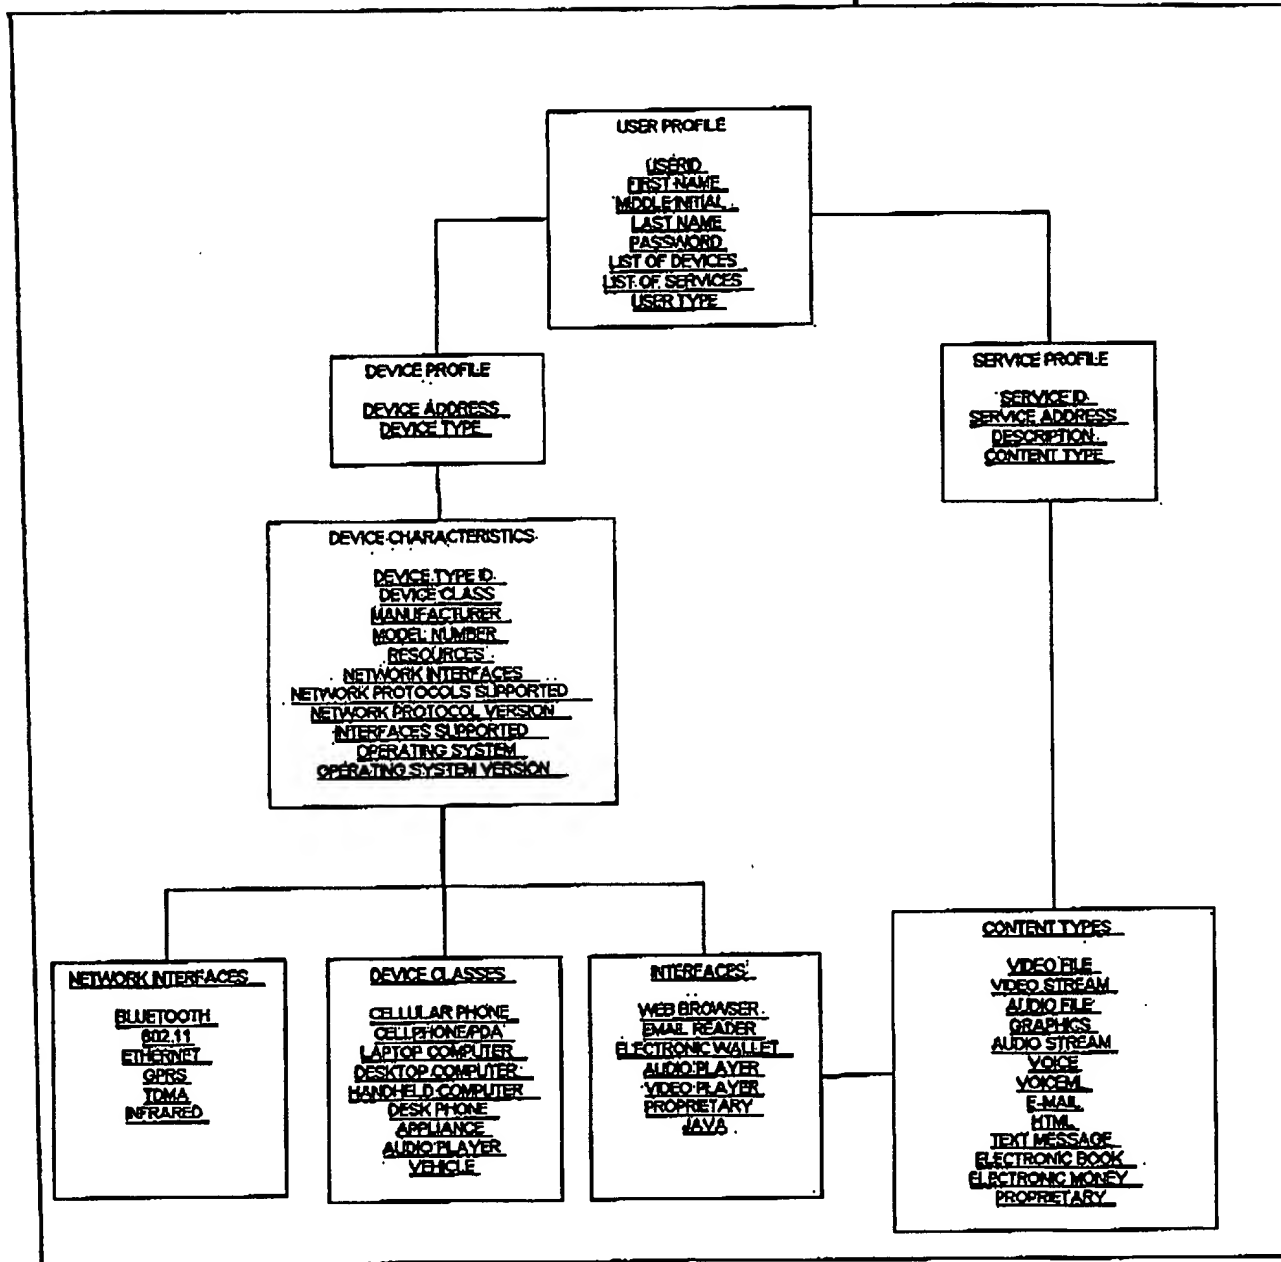 USER PROFILE
USERID
FIRST NAME
MIDDLE INITIAL
LAST NAME
PASSWORD
LIST OF DEVICES
LIST OF SERVICES
USER TYPE
DEVICE PROFILE
DEVICE ADDRESS
DEVICE TYPE
SERVICE PROFILE
SERVICE ID
SERVICE ADDRESS
DESCRIPTION
CONTENT TYPE
DEVICE CHARACTERISTICS
DEVICE TYPE ID
DEVICE CLASS
MANUFACTURER
MODEL NUMBER
RESOURCES
NETWORK INTERFACES
NETWORK PROTOCOLS SUPPORTED
NETWORK PROTOCOL VERSION
INTERFACES SUPPORTED
OPERATING SYSTEM
OPERATING SYSTEM VERSION
NETWORK INTERFACES
BLUETOOTH
802.11
ETHERNET
GPRS
TDMA
INFRARED
DEVICE CLASSES
CELLULAR PHONE
CELLPHONE/PDA
LAPTOP COMPUTER
DESKTOP COMPUTER
HANDHELD COMPUTER
DESK PHONE
APPLIANCE
AUDIO PLAYER
VEHICLE
INTERFACES
WEB BROWSER
EMAIL READER
ELECTRONIC WALLET
AUDIO PLAYER
VIDEO PLAYER
PROPRIETARY
JAVA
CONTENT TYPES
VIDEO FILE
VIDEO STREAM
AUDIO FILE
GRAPHICS
AUDIO STREAM
VOICE
VOICEML
E-MAIL
HTML
TEXT MESSAGE
ELECTRONIC BOOK
ELECTRONIC MONEY
PROPRIETARY